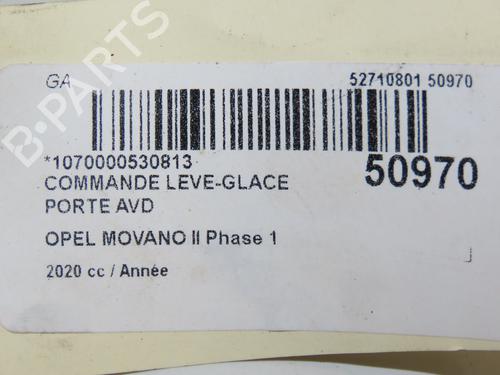 GA
52710801 50970
*1070000530813
50970
COMMANDE LEVE-GLACE
PORTE AVD
OPEL MOVANO II Phase 1
2020 cc / Année
B-PARTS